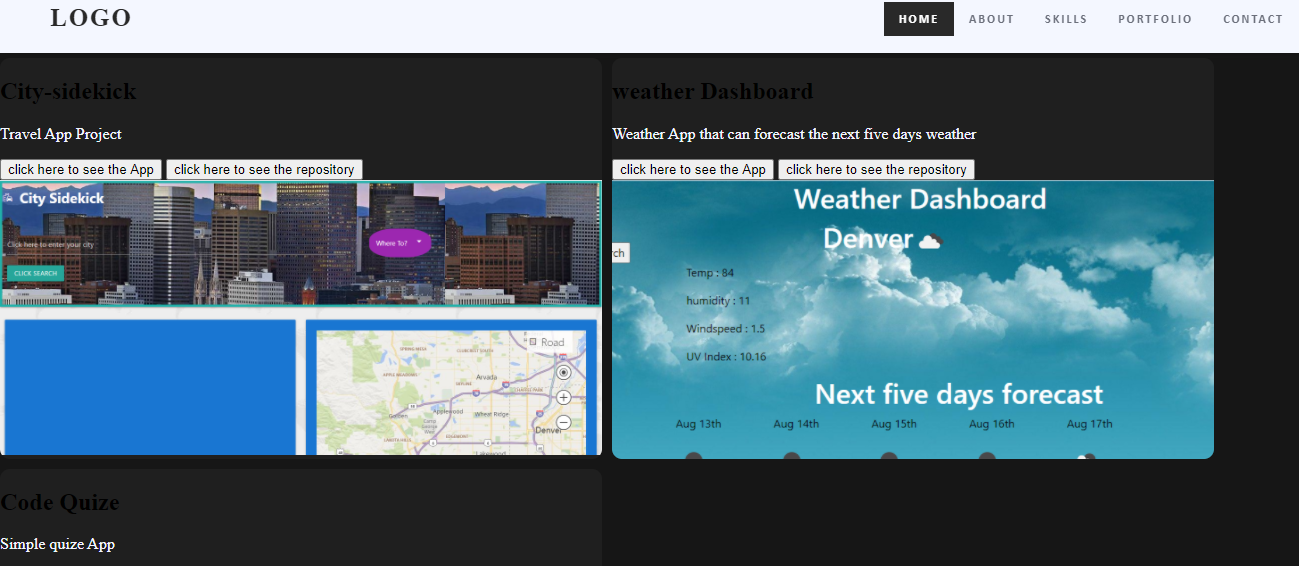 LOGO
HOME ABOUT SKILLS PORTFOLIO CONTACT
City-sidekick
Travel App Project
click here to see the App click here to see the repository
City Sidekick
Click here to enter your city
Where To?
CLICK SEARCH
Road
Arvada
Golden Applewood Wheat Ridge
Denver
Lakewood
weather Dashboard
Weather App that can forecast the next five days weather
click here to see the App click here to see the repository
Weather Dashboard
Denver
rch
Temp : 84
humidity : 11
Windspeed : 1.5
UV Index : 10.16
Next five days forecast
Aug 13th Aug 14th Aug 15th Aug 16th Aug 17th
Code Quize
Simple quize App